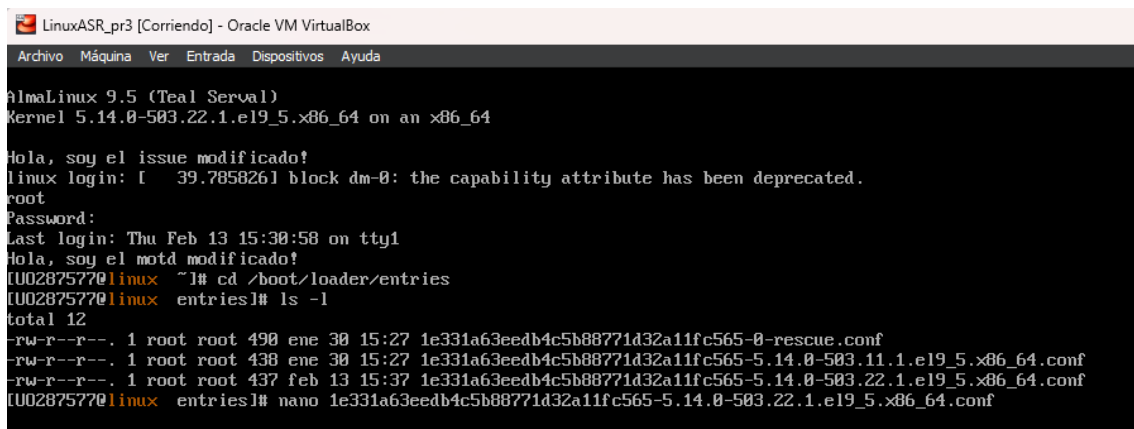 LinuxASR_pr3 [Corriendo] - Oracle VM VirtualBox
Archivo Máquina Ver Entrada Dispositivos Ayuda
AlmaLinux 9.5 (Teal Serval)
Kernel 5.14.0-503.22.1.el9_5.x86_64 on an x86_64
Hola, soy el issue modificado!
linux login: [   39.785826] block dm-0: the capability attribute has been deprecated.
root
Password:
Last login: Thu Feb 13 15:30:58 on tty1
Hola, soy el motd modificado!
[UO287577@linux  ~]# cd /boot/loader/entries
[UO287577@linux  entries]# ls -l
total 12
-rw-r--r--. 1 root root 490 ene 30 15:27 1e331a63eedb4c5b88771d32a11fc565-0-rescue.conf
-rw-r--r--. 1 root root 438 ene 30 15:27 1e331a63eedb4c5b88771d32a11fc565-5.14.0-503.11.1.el9_5.x86_64.conf
-rw-r--r--. 1 root root 437 feb 13 15:37 1e331a63eedb4c5b88771d32a11fc565-5.14.0-503.22.1.el9_5.x86_64.conf
[UO287577@linux  entries]# nano 1e331a63eedb4c5b88771d32a11fc565-5.14.0-503.22.1.el9_5.x86_64.conf